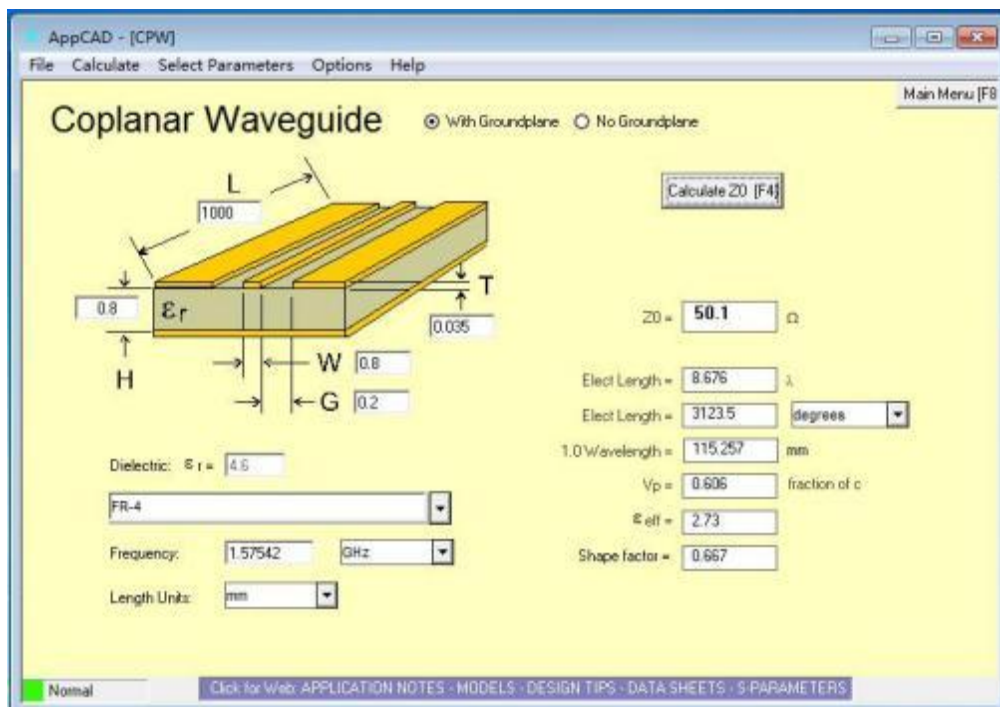 AppCAD - [CPW]
File Calculate Select Parameters Options Help
Main Menu [F8
Coplanar Waveguide
With Groundplane No Groundplane
L
1000
Calculate Z0 [F4]
0.8
εr
T
0.035
Z0 = 50.1 Ω
H
W 0.8
G 0.2
Elect Length = 8.676 λ
Elect Length = 3123.5 degrees
1.0 Wavelength = 115.257 mm
Vp = 0.606 fraction of c
ε eff = 2.73
Shape factor = 0.667
Dielectric: ε r = 4.6
FR-4
Frequency: 1.57542 GHz
Length Units: mm
Normal
Click for Web: APPLICATION NOTES - MODELS - DESIGN TIPS - DATA SHEETS - S-PARAMETERS